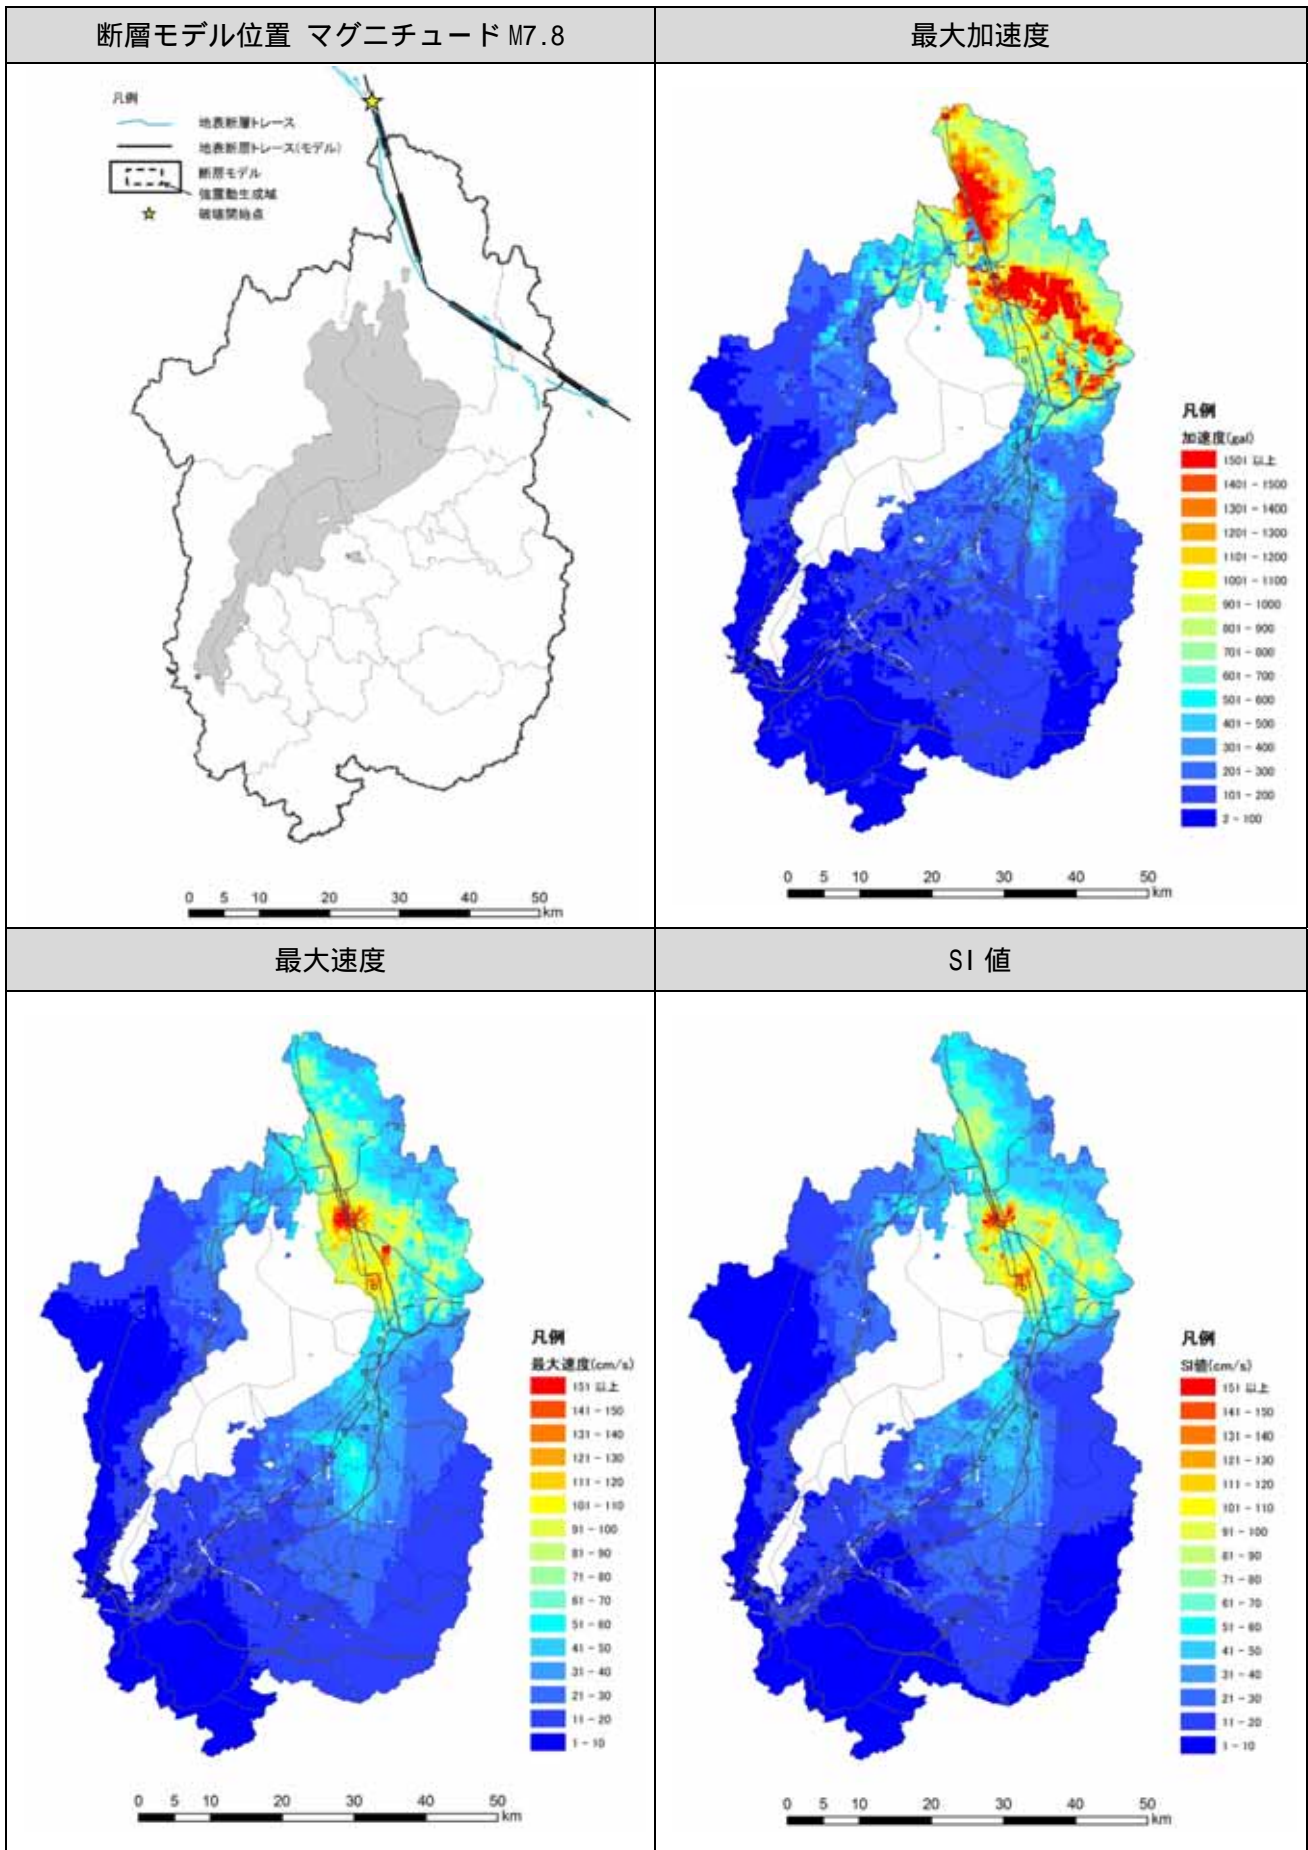 断層モデル位置 マグニチュード M7.8
最大加速度
凡例
地表断層トレース
地表断層トレース(モデル)
断層モデル
強震動生成域
破壊開始点
0 5 10 20 30 40 50
km
凡例
加速度(gal)
1501 以上
1401 - 1500
1301 - 1400
1201 - 1300
1101 - 1200
1001 - 1100
901 - 1000
801 - 900
701 - 800
601 - 700
501 - 600
401 - 500
301 - 400
201 - 300
101 - 200
2 - 100
0 5 10 20 30 40 50
km
最大速度
SI 値
凡例
最大速度(cm/s)
151 以上
141 - 150
131 - 140
121 - 130
111 - 120
101 - 110
91 - 100
81 - 90
71 - 80
61 - 70
51 - 60
41 - 50
31 - 40
21 - 30
11 - 20
1 - 10
0 5 10 20 30 40 50
km
凡例
SI値(cm/s)
151 以上
141 - 150
131 - 140
121 - 130
111 - 120
101 - 110
91 - 100
81 - 90
71 - 80
61 - 70
51 - 60
41 - 50
31 - 40
21 - 30
11 - 20
1 - 10
0 5 10 20 30 40 50
km